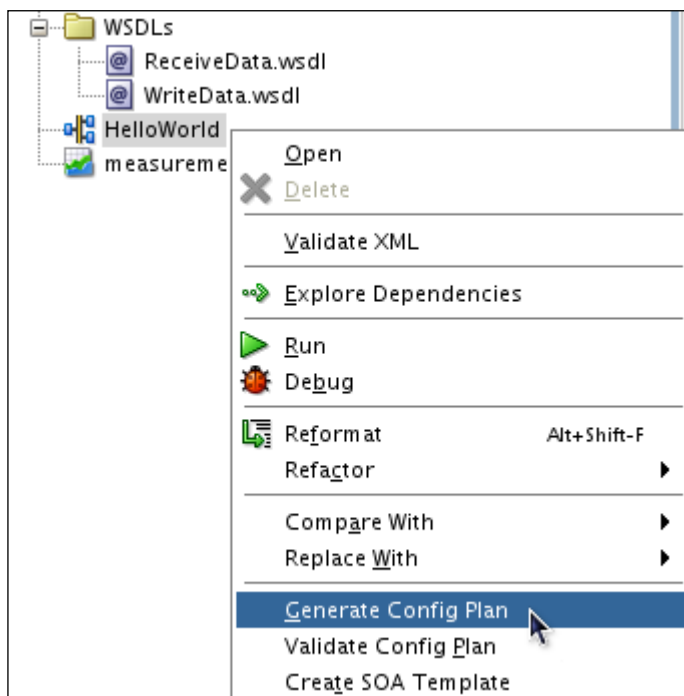 WSDLs
ReceiveData.wsdl
WriteData.wsdl
HelloWorld
measureme
Open
Delete
Validate XML
Explore Dependencies
Run
Debug
Reformat Alt+Shift-F
Refactor
Compare With
Replace With
Generate Config Plan
Validate Config Plan
Create SOA Template